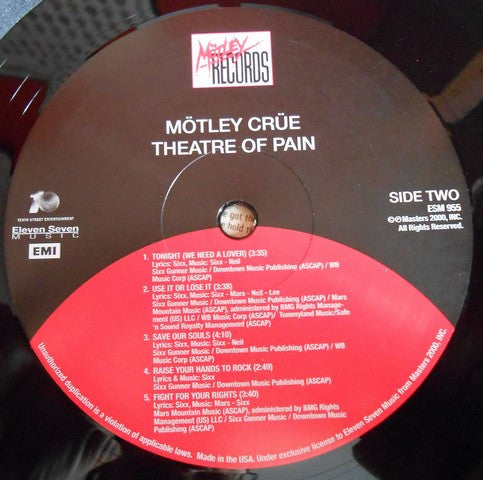 MÖTLEY
RECORDS
MÖTLEY CRÜE
THEATRE OF PAIN
10
TENTH STREET ENTERTAINMENT
Eleven Seven
MUSIC
EMI
SIDE TWO
ESM 955
©℗Masters 2000, INC.
All Rights Reserved.
e got the
e hold th
1. TONIGHT (WE NEED A LOVER) (3:35)
Lyrics: Sixx, Music: Sixx - Neil
Sixx Gunner Music / Downtown Music Publishing (ASCAP) / WB
Music Corp (ASCAP)
2. USE IT OR LOSE IT (3:38)
Lyrics: Sixx, Music: Sixx - Mars - Neil - Lee
Sixx Gunner Music / Downtown Music Publishing (ASCAP) / Mars
Mountain Music (ASCAP), administered by BMG Rights Manage-
ment (US) LLC / WB Music Corp (ASCAP)/ Tommyland Music/Safe
'n Sound Royalty Management (ASCAP)
3. SAVE OUR SOULS (4:10)
Lyrics: Sixx, Music: Sixx - Neil
Sixx Gunner Music / Downtown Music Publishing (ASCAP) / WB
Music Corp (ASCAP)
4. RAISE YOUR HANDS TO ROCK (2:49)
Lyrics & Music: Sixx
Sixx Gunner Music / Downtown Music Publishing (ASCAP)
5. FIGHT FOR YOUR RIGHTS (3:40)
Lyrics: Sixx, Music: Mars - Sixx
Mars Mountain Music (ASCAP), administered by BMG Rights
Management (US) LLC / Sixx Gunner Music / Downtown Music
Publishing (ASCAP)
Unauthorized duplication is a violation of applicable laws. Made in the USA. Under exclusive license to Eleven Seven Music from Masters 2000, INC.